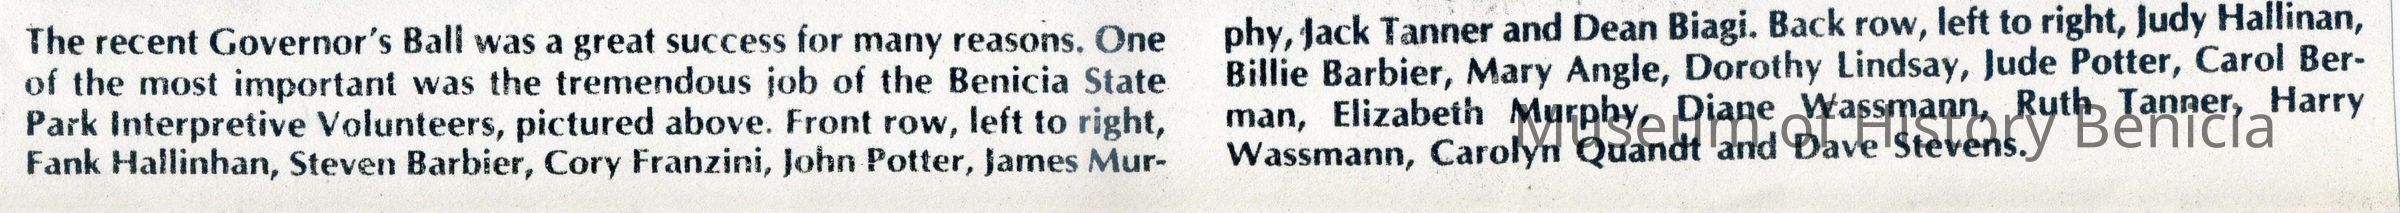 The recent Governor's Ball was a great success for many reasons. One
of the most important was the tremendous job of the Benicia State
Park Interpretive Volunteers, pictured above. Front row, left to right,
Fank Hallinhan, Steven Barbier, Cory Franzini, John Potter, James Mur-
phy, Jack Tanner and Dean Biagi. Back row, left to right, Judy Hallinan,
Billie Barbier, Mary Angle, Dorothy Lindsay, Jude Potter, Carol Ber-
man, Elizabeth Murphy, Diane Wassmann, Ruth Tanner, Harry
Wassmann, Carolyn Quandt and Dave Stevens.
Museum of History Benicia